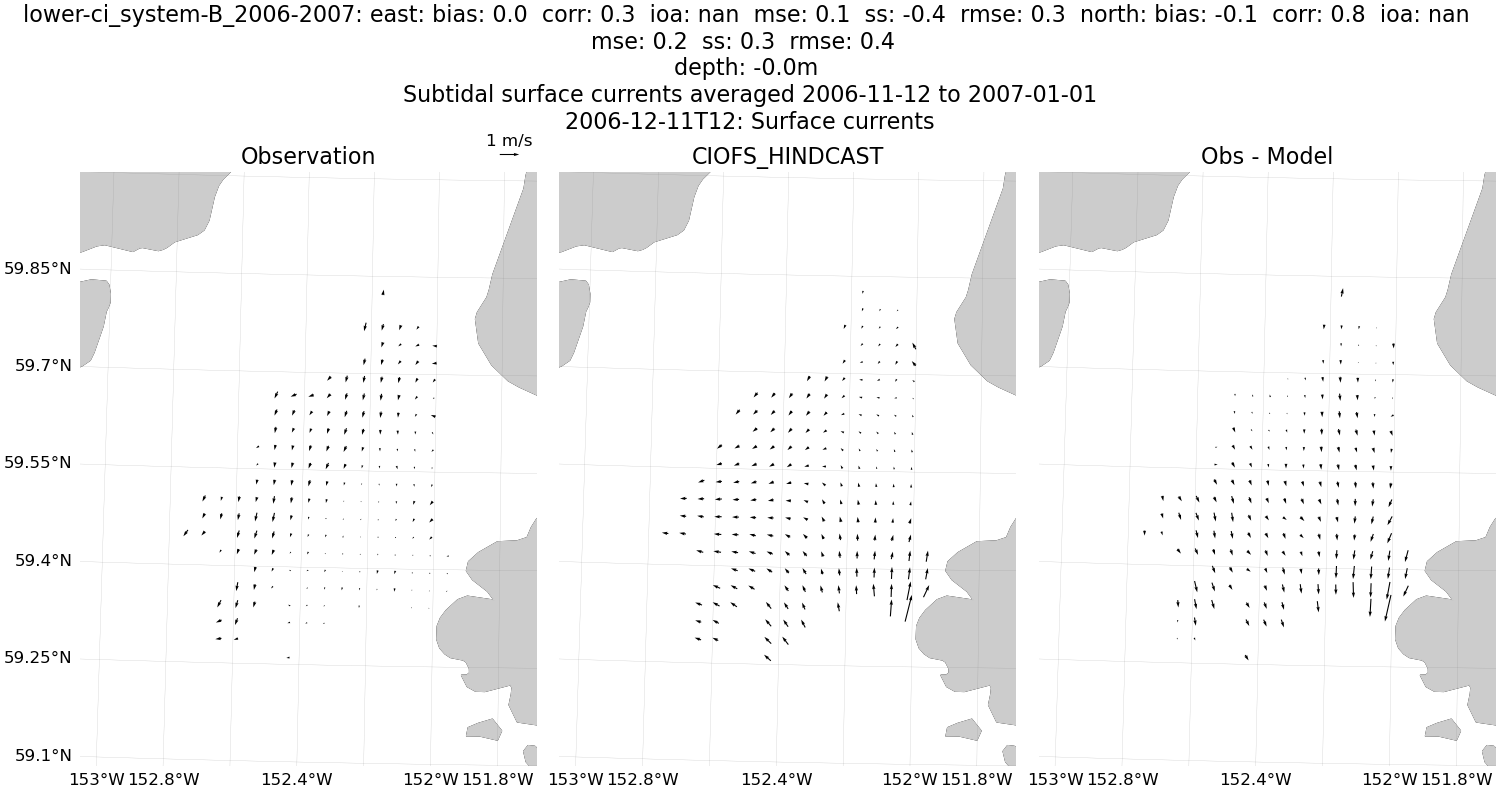 lower-ci_system-B_2006-2007: east: bias: 0.0  corr: 0.3  ioa: nan  mse: 0.1  ss: -0.4  rmse: 0.3  north: bias: -0.1  corr: 0.8  ioa: nan
mse: 0.2  ss: 0.3  rmse: 0.4
depth: -0.0m
Subtidal surface currents averaged 2006-11-12 to 2007-01-01
2006-12-11T12: Surface currents
1 m/s
Observation
CIOFS_HINDCAST
Obs - Model
59.85°N
59.7°N
59.55°N
59.4°N
59.25°N
59.1°N
153°W 152.8°W 152.4°W 152°W 151.8°W
153°W 152.8°W 152.4°W 152°W 151.8°W
153°W 152.8°W 152.4°W 152°W 151.8°W